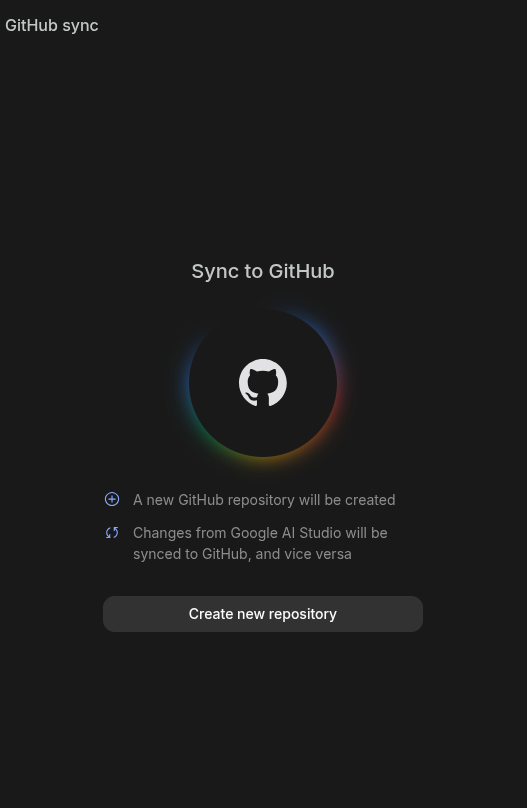 GitHub sync
Sync to GitHub
A new GitHub repository will be created
Changes from Google AI Studio will be
synced to GitHub, and vice versa
Create new repository